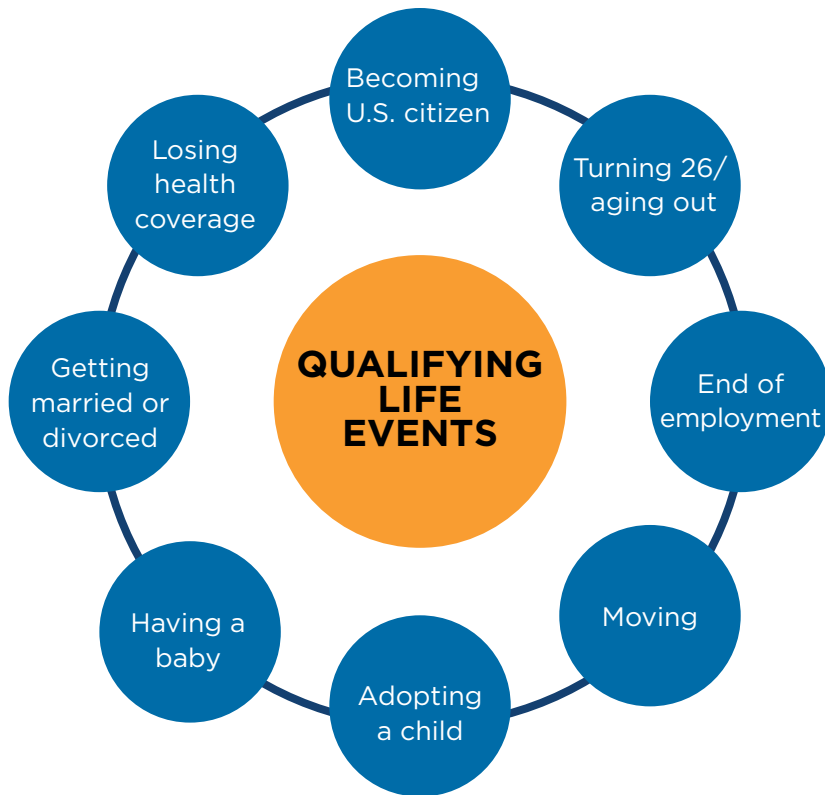 Becoming
U.S. citizen
Turning 26/
aging out
End of
employment
Moving
Adopting
a child
Having a
baby
Getting
married or
divorced
Losing
health
coverage
QUALIFYING
LIFE
EVENTS